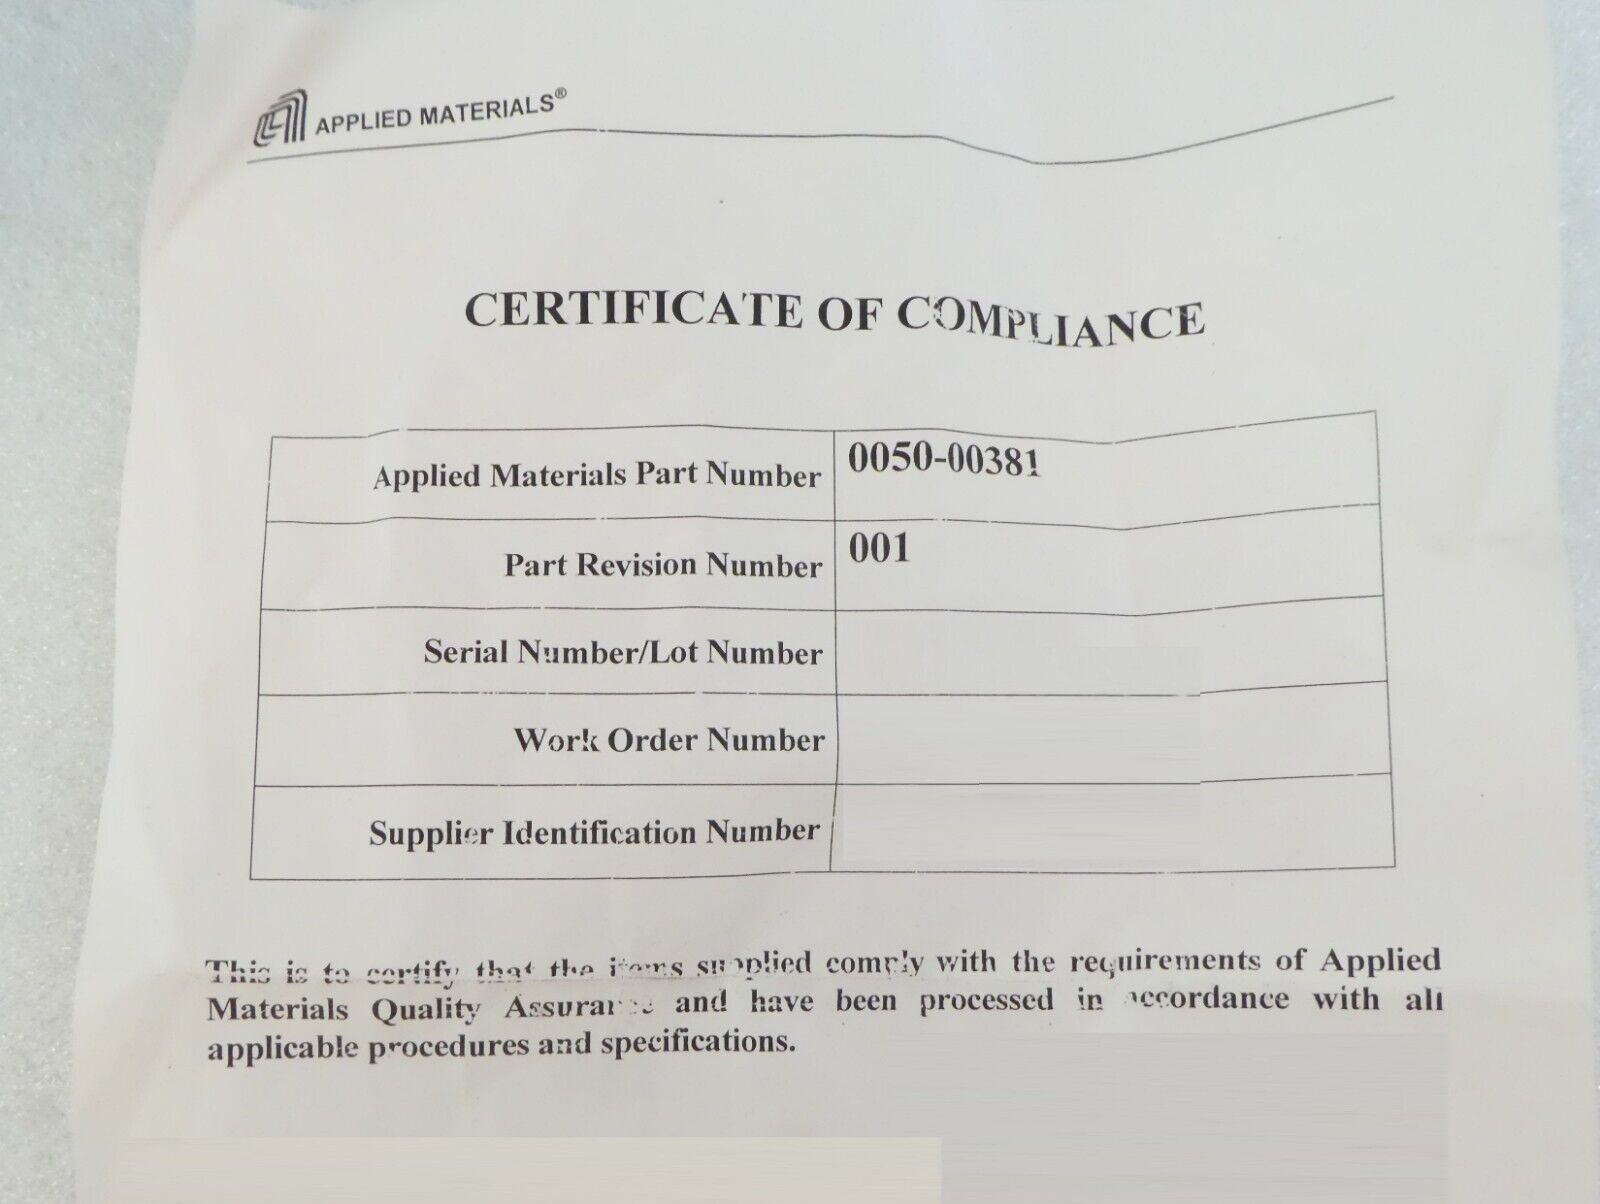 APPLIED MATERIALS®
CERTIFICATE OF COMPLIANCE
Applied Materials Part Number 0050-00381
Part Revision Number 001
Serial Number/Lot Number
Work Order Number
Supplier Identification Number
This is to certify that the items supplied comply with the requirements of Applied
Materials Quality Assurance and have been processed in accordance with all
applicable procedures and specifications.